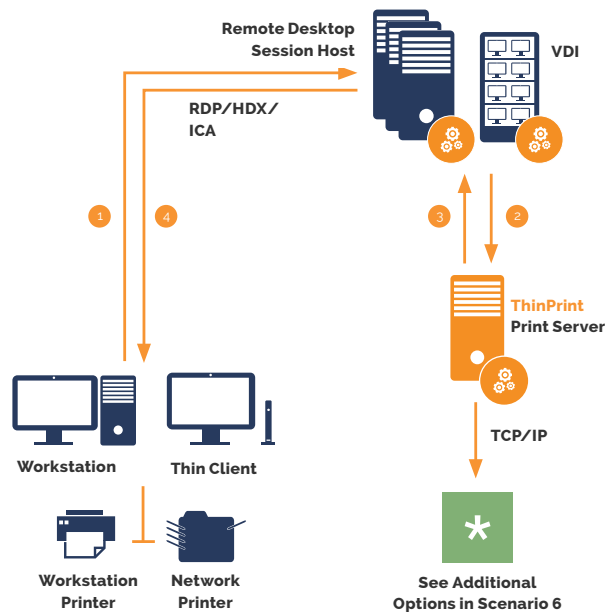 Remote Desktop
Session Host
VDI
RDP/HDX/
ICA
1
4
3
2
ThinPrint
Print Server
TCP/IP
Workstation
Thin Client
*
Workstation
Printer
Network
Printer
See Additional
Options in Scenario 6